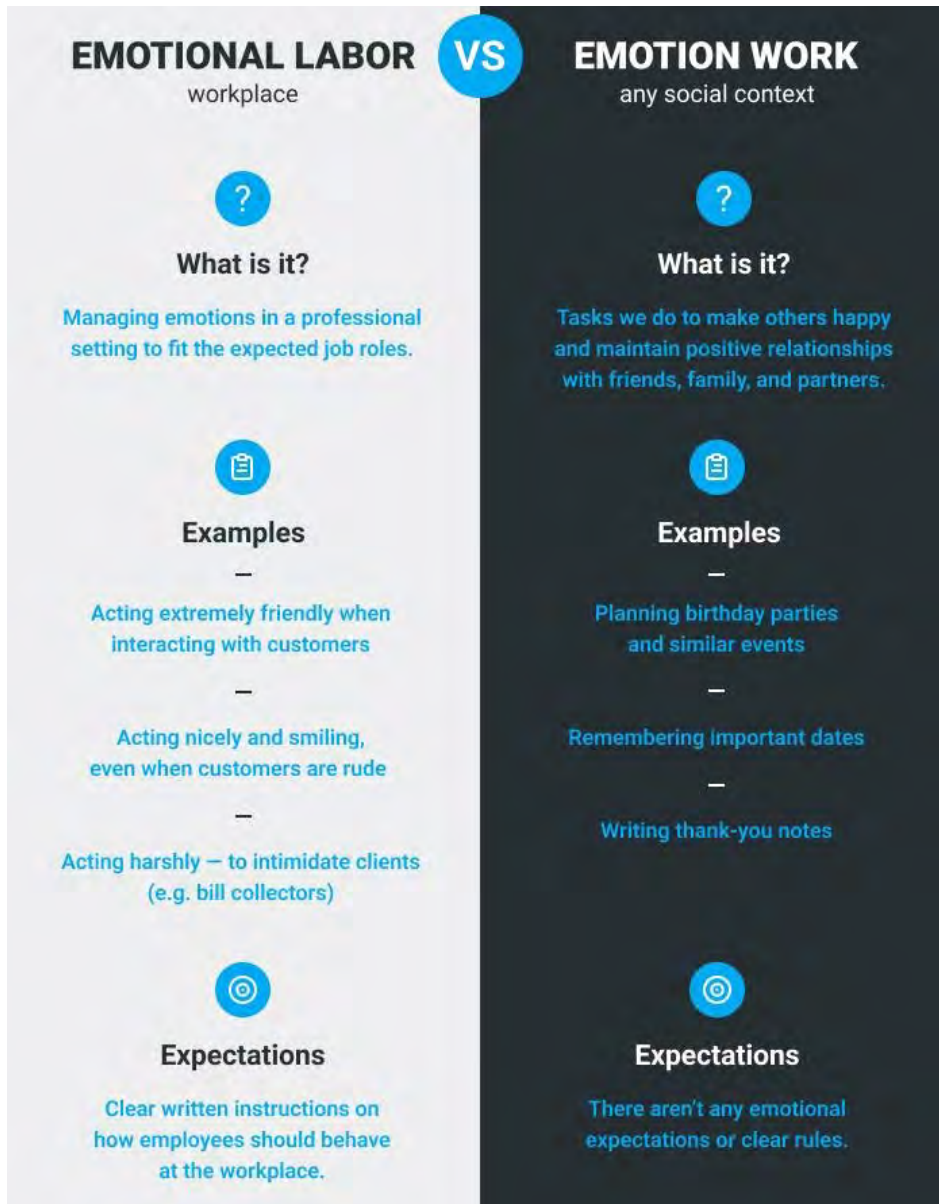 EMOTIONAL LABOR
workplace
VS
EMOTION WORK
any social context
?
What is it?
Managing emotions in a professional
setting to fit the expected job roles.
Examples
—
Acting extremely friendly when
interacting with customers
—
Acting nicely and smiling,
even when customers are rude
—
Acting harshly — to intimidate clients
(e.g. bill collectors)
Expectations
Clear written instructions on
how employees should behave
at the workplace.
?
What is it?
Tasks we do to make others happy
and maintain positive relationships
with friends, family, and partners.
Examples
—
Planning birthday parties
and similar events
—
Remembering important dates
—
Writing thank-you notes
Expectations
There aren't any emotional
expectations or clear rules.